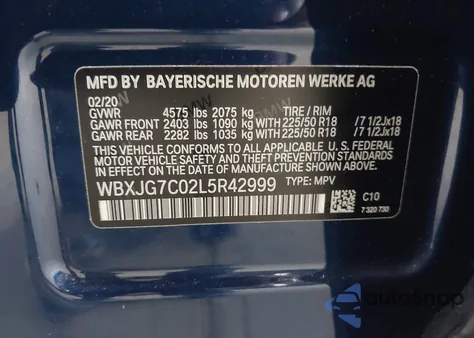 MFD BY BAYERISCHE MOTOREN WERKE AG
02/20
GVWR 4575 lbs 2075 kg TIRE / RIM
GAWR FRONT 2403 lbs 1090 kg WITH 225/50 R18 /7 1/2Jx18
GAWR REAR 2282 lbs 1035 kg WITH 225/50 R18 /7 1/2Jx18
THIS VEHICLE CONFORMS TO ALL APPLICABLE U. S. FEDERAL
MOTOR VEHICLE SAFETY, BUMPER, AND THEFT PREVENTION
STANDARDS IN EFFECT ON THE DATE OF MANUFACTURE SHOWN ABOVE.
WBXJG7C02L5R42999 TYPE: MPV
C10
7 320 730
autosnap